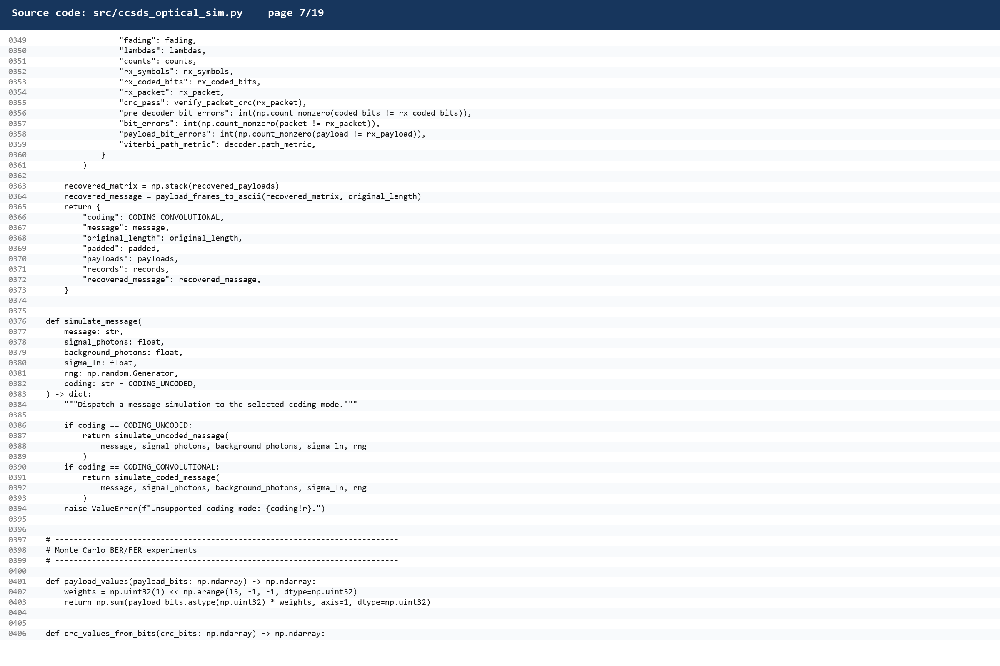 Source code: src/ccsds_optical_sim.py    page 7/19
0349                    "fading": fading,
0350                    "lambdas": lambdas,
0351                    "counts": counts,
0352                    "rx_symbols": rx_symbols,
0353                    "rx_coded_bits": rx_coded_bits,
0354                    "rx_packet": rx_packet,
0355                    "crc_pass": verify_packet_crc(rx_packet),
0356                    "pre_decoder_bit_errors": int(np.count_nonzero(coded_bits != rx_coded_bits)),
0357                    "bit_errors": int(np.count_nonzero(packet != rx_packet)),
0358                    "payload_bit_errors": int(np.count_nonzero(payload != rx_payload)),
0359                    "viterbi_path_metric": decoder.path_metric,
0360                }
0361            )
0362
0363        recovered_matrix = np.stack(recovered_payloads)
0364        recovered_message = payload_frames_to_ascii(recovered_matrix, original_length)
0365        return {
0366            "coding": CODING_CONVOLUTIONAL,
0367            "message": message,
0368            "original_length": original_length,
0369            "padded": padded,
0370            "payloads": payloads,
0371            "records": records,
0372            "recovered_message": recovered_message,
0373        }
0374
0375
0376    def simulate_message(
0377        message: str,
0378        signal_photons: float,
0379        background_photons: float,
0380        sigma_ln: float,
0381        rng: np.random.Generator,
0382        coding: str = CODING_UNCODED,
0383    ) -> dict:
0384        """Dispatch a message simulation to the selected coding mode."""
0385
0386        if coding == CODING_UNCODED:
0387            return simulate_uncoded_message(
0388                message, signal_photons, background_photons, sigma_ln, rng
0389            )
0390        if coding == CODING_CONVOLUTIONAL:
0391            return simulate_coded_message(
0392                message, signal_photons, background_photons, sigma_ln, rng
0393            )
0394        raise ValueError(f"Unsupported coding mode: {coding!r}.")
0395
0396
0397    # ---------------------------------------------------------------------------
0398    # Monte Carlo BER/FER experiments
0399    # ---------------------------------------------------------------------------
0400
0401    def payload_values(payload_bits: np.ndarray) -> np.ndarray:
0402        weights = np.uint32(1) << np.arange(15, -1, -1, dtype=np.uint32)
0403        return np.sum(payload_bits.astype(np.uint32) * weights, axis=1, dtype=np.uint32)
0404
0405
0406    def crc_values_from_bits(crc_bits: np.ndarray) -> np.ndarray: